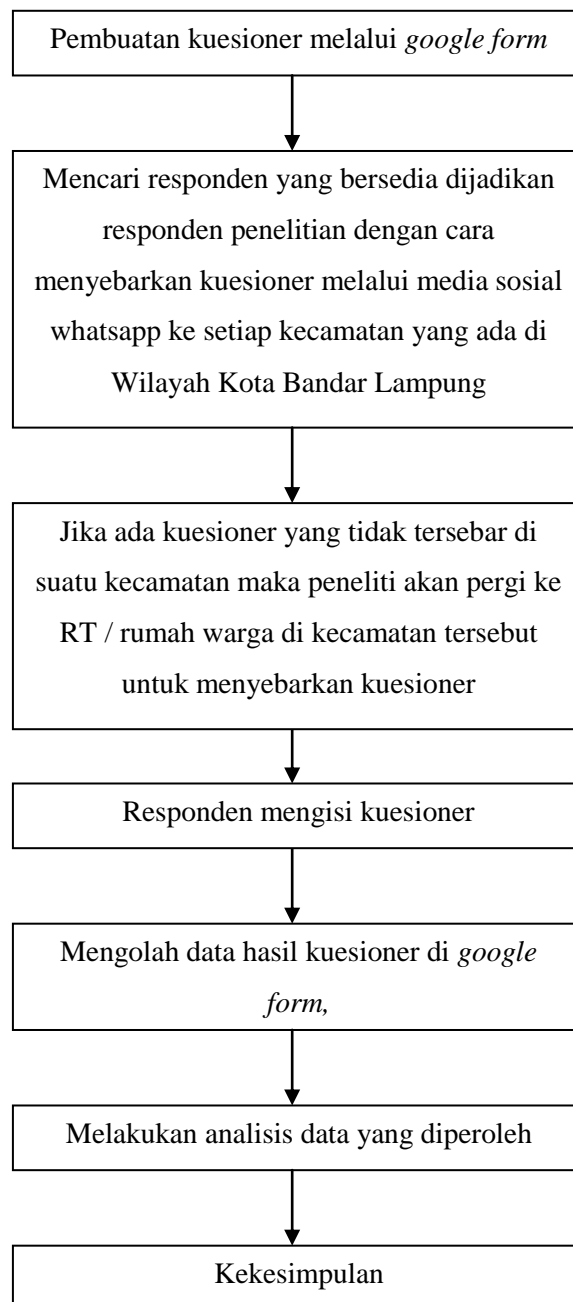 Pembuatan kuesioner melalui google form
Mencari responden yang bersedia dijadikan
responden penelitian dengan cara
menyebarkan kuesioner melalui media sosial
whatsapp ke setiap kecamatan yang ada di
Wilayah Kota Bandar Lampung
Jika ada kuesioner yang tidak tersebar di
suatu kecamatan maka peneliti akan pergi ke
RT / rumah warga di kecamatan tersebut
untuk menyebarkan kuesioner
Responden mengisi kuesioner
Mengolah data hasil kuesioner di google
form,
Melakukan analisis data yang diperoleh
Kekesimpulan